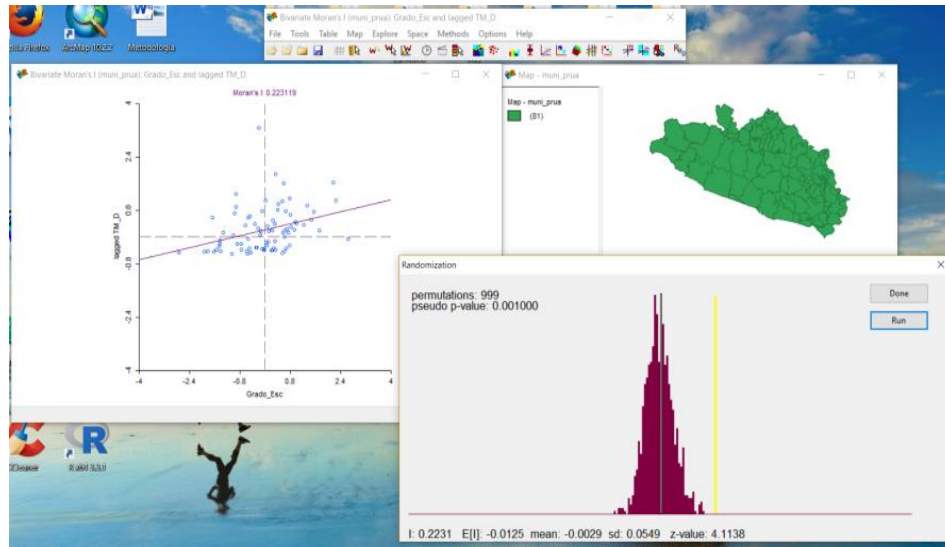 Bivariate Moran's I (muni_prua): Grado_Esc and lagged TM_D
File Tools Table Map Explore Space Methods Options Help
Firefox ArcMap 10.2.2 Metodologia
Bivariate Moran's I (muni_prua): Grado_Esc and lagged TM_D
Moran's I: 0.223119
4
2.4
0.8
-0.8
-2.4
-4
lagged TM_D
-4 -2.4 -0.8 0.8 2.4 4
Grado_Esc
Map - muni_prua
Map - muni_prua
(81)
Randomization
permutations: 999
pseudo p-value: 0.001000
Done
Run
I: 0.2231 E[I]: -0.0125 mean: -0.0029 sd: 0.0549 z-value: 4.1138